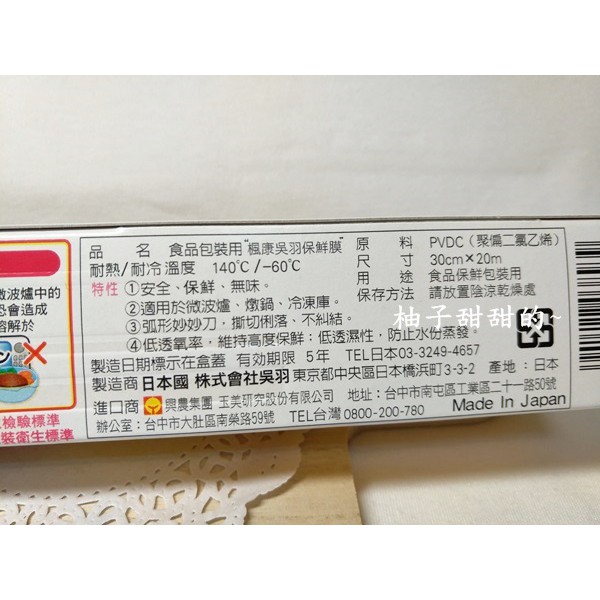 品 名 食品包裝用"楓康吳羽保鮮膜" 原 料 PVDC（聚偏二氯乙烯）
耐熱/耐冷溫度 140℃/-60℃ 尺 寸 30cm×20m
特性 ①安全、保鮮、無味。 用 途 食品保鮮包裝用
②適用於微波爐、燉鍋、冷凍庫。 保存方法 請放置陰涼乾燥處
③弧形妙妙刀，撕切俐落、不糾結。
④低透氧率，維持高度保鮮；低透濕性，防止水份蒸發。
製造日期標示在盒蓋 有效期限 5年 TEL日本03-3249-4657
製造商 日本國 株式會社吳羽 東京都中央區日本橋浜町3-3-2 產地：日本
進口商 興農集團 玉美研究股份有限公司 地址：台中市南屯區工業區二十一路50號
辦公室：台中市大肚區南榮路59號 TEL台灣 0800-200-780 Made In Japan
微波爐中的
恐會造成
溶解於
ン
檢驗標準
裝衛生標準
柚子甜甜的~